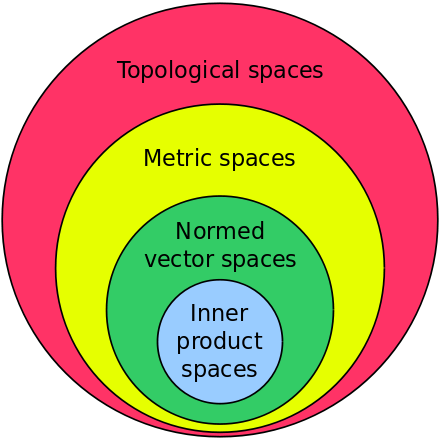 Topological spaces
Metric spaces
Normed
vector spaces
Inner
product
spaces